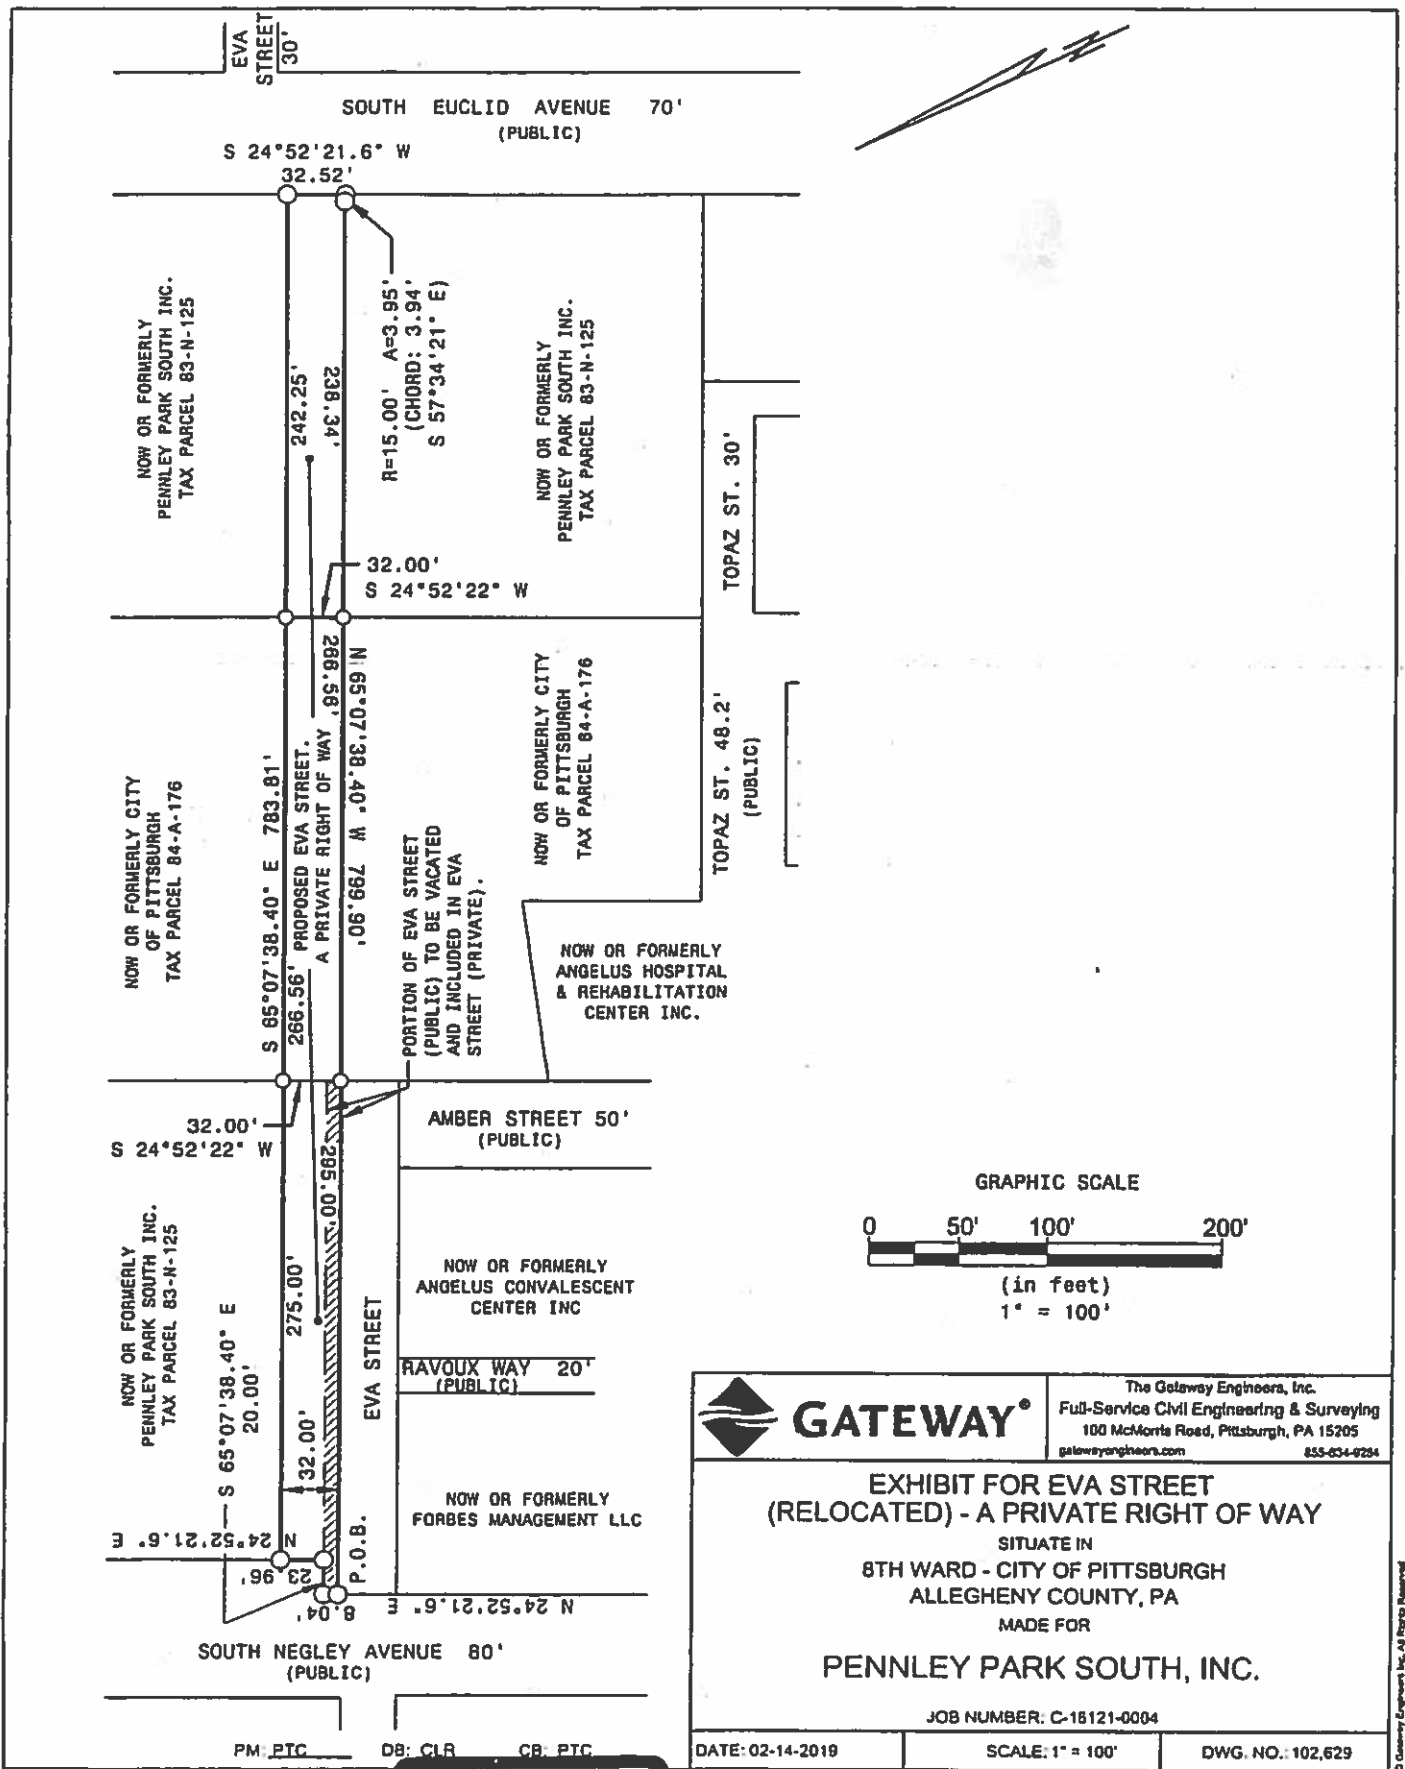 EVA
STREET
30'
SOUTH EUCLID AVENUE 70'
(PUBLIC)
S 24°52'21.6" W
32.52'
NOW OR FORMERLY
PENNLEY PARK SOUTH INC.
TAX PARCEL 83-N-125
242.25'
238.34'
R=15.00' A=3.95'
(CHORD: 3.94'
S 57°34'21" E)
NOW OR FORMERLY
PENNLEY PARK SOUTH INC.
TAX PARCEL 83-N-125
TOPAZ ST. 30'
32.00'
S 24°52'22" W
NOW OR FORMERLY CITY
OF PITTSBURGH
TAX PARCEL 84-A-176
S 65°07'38.40" E 783.81'
266.56'
PROPOSED EVA STREET.
A PRIVATE RIGHT OF WAY
266.56'
N 65°07'38.40" W 799.90'
PORTION OF EVA STREET
(PUBLIC) TO BE VACATED
AND INCLUDED IN EVA
STREET (PRIVATE).
NOW OR FORMERLY CITY
OF PITTSBURGH
TAX PARCEL 84-A-176
TOPAZ ST. 48.2'
(PUBLIC)
NOW OR FORMERLY
ANGELUS HOSPITAL
& REHABILITATION
CENTER INC.
32.00'
S 24°52'22" W
AMBER STREET 50'
(PUBLIC)
NOW OR FORMERLY
PENNLEY PARK SOUTH INC.
TAX PARCEL 83-N-125
S 65°07'38.40" E
20.00'
275.00'
32.00'
295.00'
EVA STREET
NOW OR FORMERLY
ANGELUS CONVALESCENT
CENTER INC
RAVOUX WAY 20'
(PUBLIC)
NOW OR FORMERLY
FORBES MANAGEMENT LLC
N 24°52'21.6" E
23.96'
P.O.B.
8.04'
N 24°52'21.6" E
SOUTH NEGLEY AVENUE 80'
(PUBLIC)
PM: PTC DB: CLR CB: PTC
GRAPHIC SCALE
0 50' 100' 200'
(in feet)
1" = 100'
GATEWAY®
The Gateway Engineers, Inc.
Full-Service Civil Engineering & Surveying
100 McMorris Road, Pittsburgh, PA 15205
gatewayengineers.com 855-634-9284
EXHIBIT FOR EVA STREET
(RELOCATED) - A PRIVATE RIGHT OF WAY
SITUATE IN
8TH WARD - CITY OF PITTSBURGH
ALLEGHENY COUNTY, PA
MADE FOR
PENNLEY PARK SOUTH, INC.
JOB NUMBER: C-16121-0004
DATE: 02-14-2019
SCALE: 1" = 100'
DWG. NO.: 102,629
Gateway Engineers Inc. All Rights Reserved